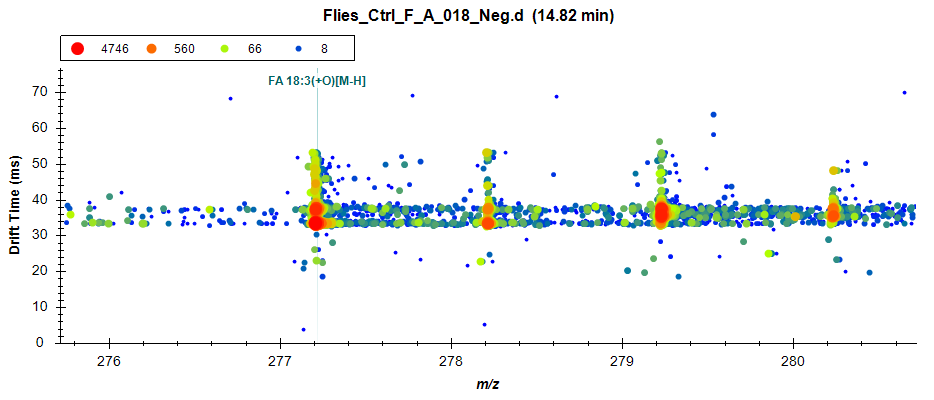 Flies_Ctrl_F_A_018_Neg.d (14.82 min)
4746 560 66 8
FA 18:3(+O)[M-H]
Drift Time (ms)
70
60
50
40
30
20
10
0
276 277 278 279 280
m/z